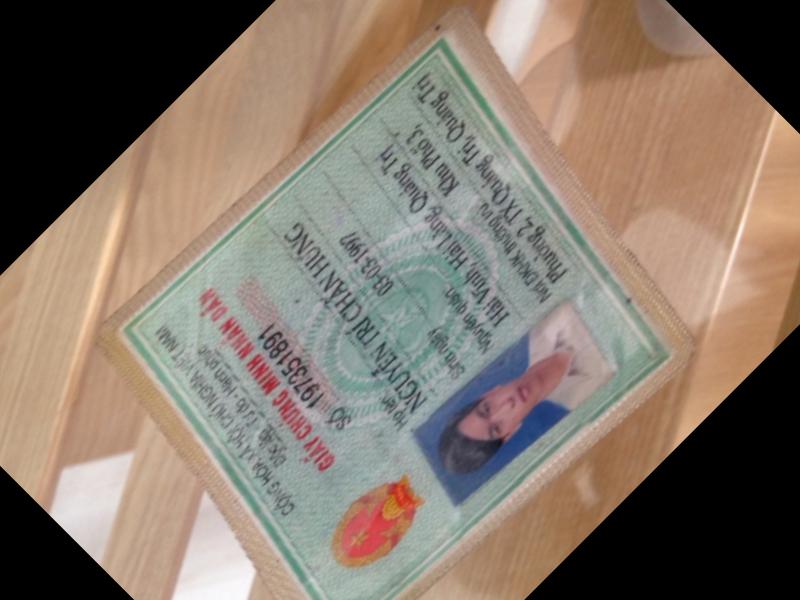 CỘNG HÒA XÃ HỘI CHỦ NGHĨA VIỆT NAM
Độc lập - Tự do - Hạnh phúc
GIẤY CHỨNG MINH NHÂN DÂN
SỐ 197351891
Họ tên NGUYỄN TRÍ CHẤN HƯNG
Sinh ngày 03-03-1997
Nguyên quán Hải Vĩnh, Hải Lăng, Quảng Trị
Nơi ĐKHK thường trú Khu Phố 3,
Phường 2, TX Quảng Trị, Quảng Trị